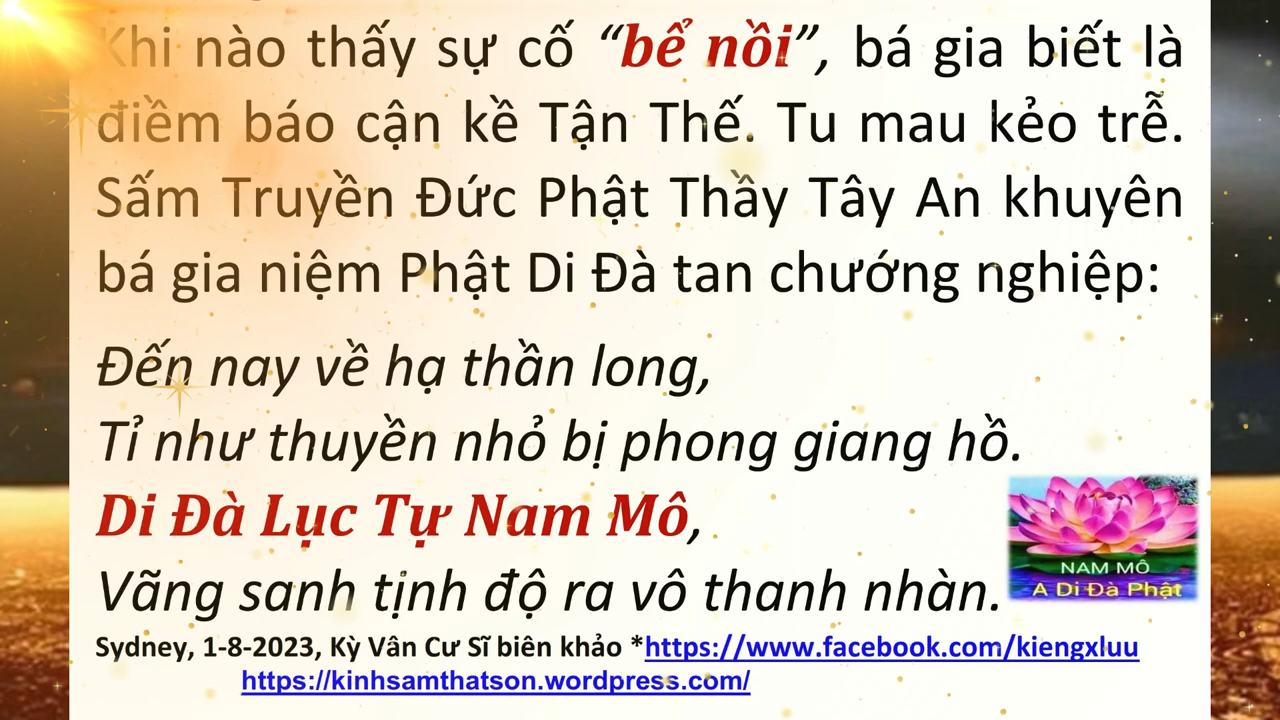 Khi nào thấy sự cố “bể nồi”, bá gia biết là
điềm báo cận kề Tận Thế. Tu mau kẻo trễ.
Sấm Truyền Đức Phật Thầy Tây An khuyên
bá gia niệm Phật Di Đà tan chướng nghiệp:
Đến nay về hạ thần long,
Tỉ như thuyền nhỏ bị phong giang hồ.
Di Đà Lục Tự Nam Mô,
Vãng sanh tịnh độ ra vô thanh nhàn.
NAM MÔ
A Di Đà Phật
Sydney, 1-8-2023, Kỳ Vân Cư Sĩ biên khảo *https://www.facebook.com/kiengxluu
https://kinhsamthatson.wordpress.com/